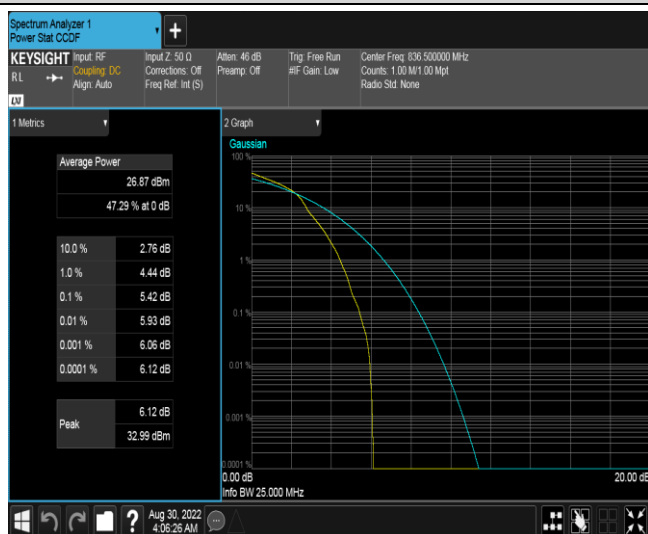 Spectrum Analyzer 1
Power Stat CCDF
+
KEYSIGHT
RL
LXI
Input: RF
Coupling: DC
Align: Auto
Input Z: 50 Ω
Corrections: Off
Freq Ref: Int (S)
Atten: 46 dB
Preamp: Off
Trig: Free Run
#IF Gain: Low
Center Freq: 836.500000 MHz
Counts: 1.00 M/1.00 Mpt
Radio Std: None
1 Metrics
Average Power
26.87 dBm
47.29 % at 0 dB
10.0 % 2.76 dB
1.0 % 4.44 dB
0.1 % 5.42 dB
0.01 % 5.93 dB
0.001 % 6.06 dB
0.0001 % 6.12 dB
Peak
6.12 dB
32.99 dBm
2 Graph
Gaussian
100 %
10 %
1 %
0.1 %
0.01 %
0.001 %
0.0001 %
0.00 dB
20.00 dB
Info BW 25.000 MHz
?
Aug 30, 2022
4:06:26 AM